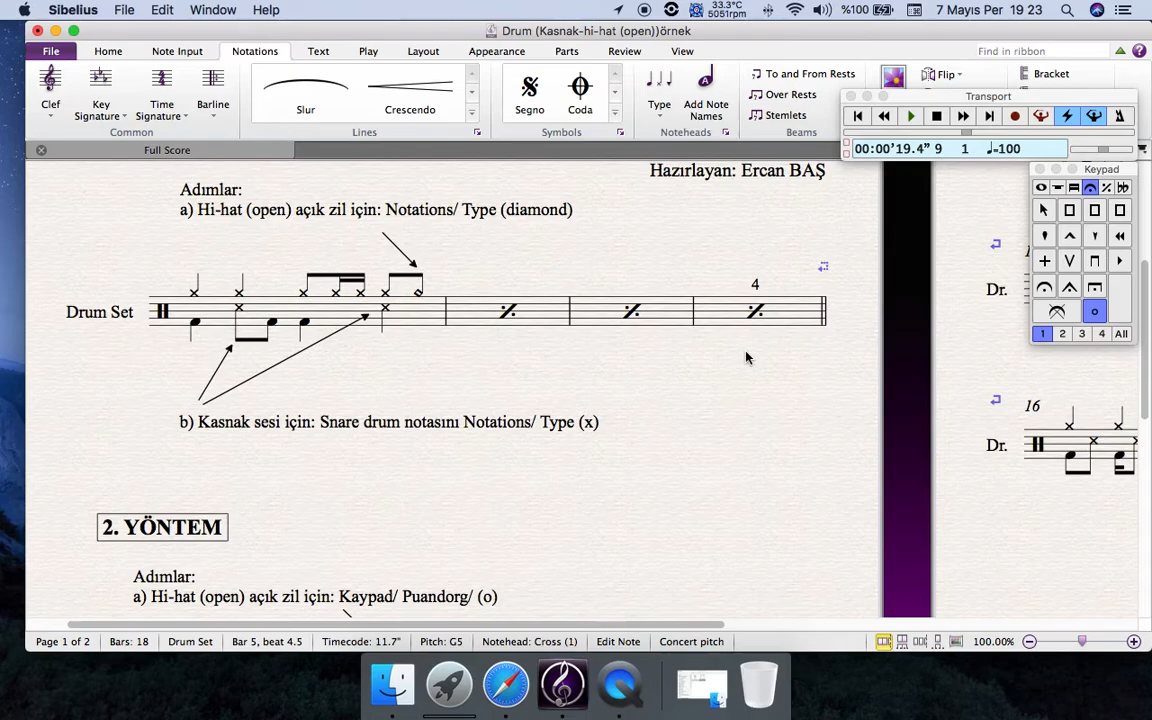 Sibelius File Edit Window Help 33.3°C 5051rpm %100 7 Mayıs Per 19 23
Drum (Kasnak-hi-hat (open))örnek
File Home Note Input Notations Text Play Layout Appearance Parts Review View Find in ribbon
Clef Key Signature Time Signature Barline
Common
Slur Crescendo
Lines
Segno Coda
Symbols
Type Add Note Names
Noteheads
To and From Rests
Over Rests
Stemlets
Beams
Flip Bracket
Transport
00:00'19.4" 9 1 =100
Full Score
Keypad
1 2 3 4 All
Hazırlayan: Ercan BAŞ
Adımlar:
a) Hi-hat (open) açık zil için: Notations/ Type (diamond)
4
Drum Set
b) Kasnak sesi için: Snare drum notasını Notations/ Type (x)
2. YÖNTEM
Adımlar:
a) Hi-hat (open) açık zil için: Kaypad/ Puandorg/ (o)
Dr.
16
Dr.
Page 1 of 2 Bars: 18 Drum Set Bar 5, beat 4.5 Timecode: 11.7" Pitch: G5 Notehead: Cross (1) Edit Note Concert pitch 100.00%